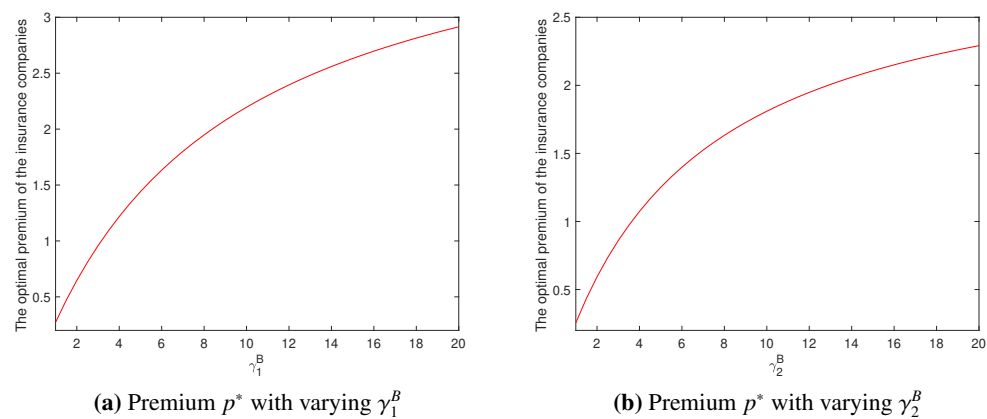 The optimal premium of the insurance companies
3
2.5
2
1.5
1
0.5
2 4 6 8 10 12 14 16 18 20
γ₁ᴮ
(a) Premium p* with varying γ₁ᴮ
The optimal premium of the insurance companies
2.5
2
1.5
1
0.5
2 4 6 8 10 12 14 16 18 20
γ₂ᴮ
(b) Premium p* with varying γ₂ᴮ